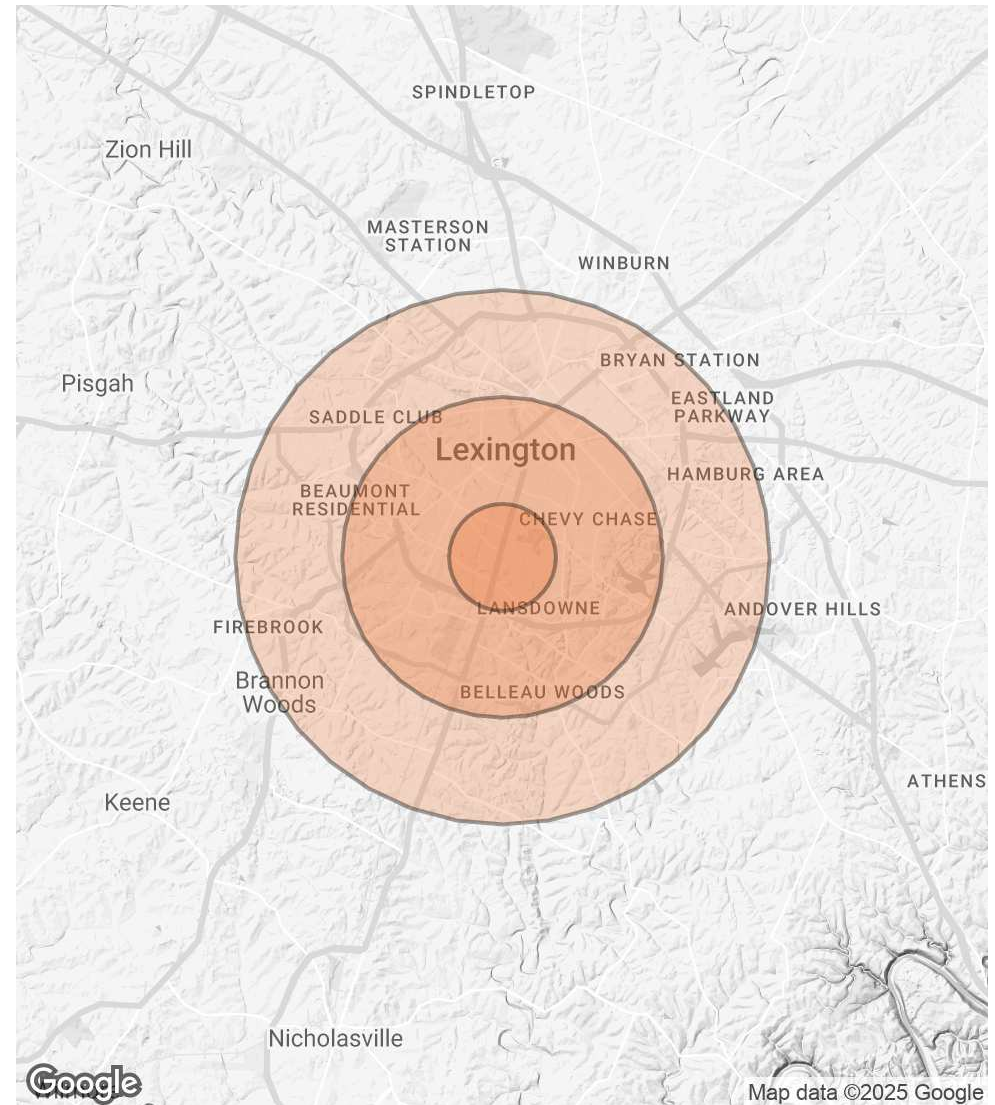 SPINDLETOP
Zion Hill
MASTERSON
STATION
WINBURN
BRYAN STATION
Pisgah
EASTLAND
PARKWAY
SADDLE CLUB
Lexington
HAMBURG AREA
BEAUMONT
RESIDENTIAL
CHEVY CHASE
LANSDOWNE
ANDOVER HILLS
FIREBROOK
Brannon
Woods
BELLEAU WOODS
ATHENS
Keene
Nicholasville
Google
Map data ©2025 Google